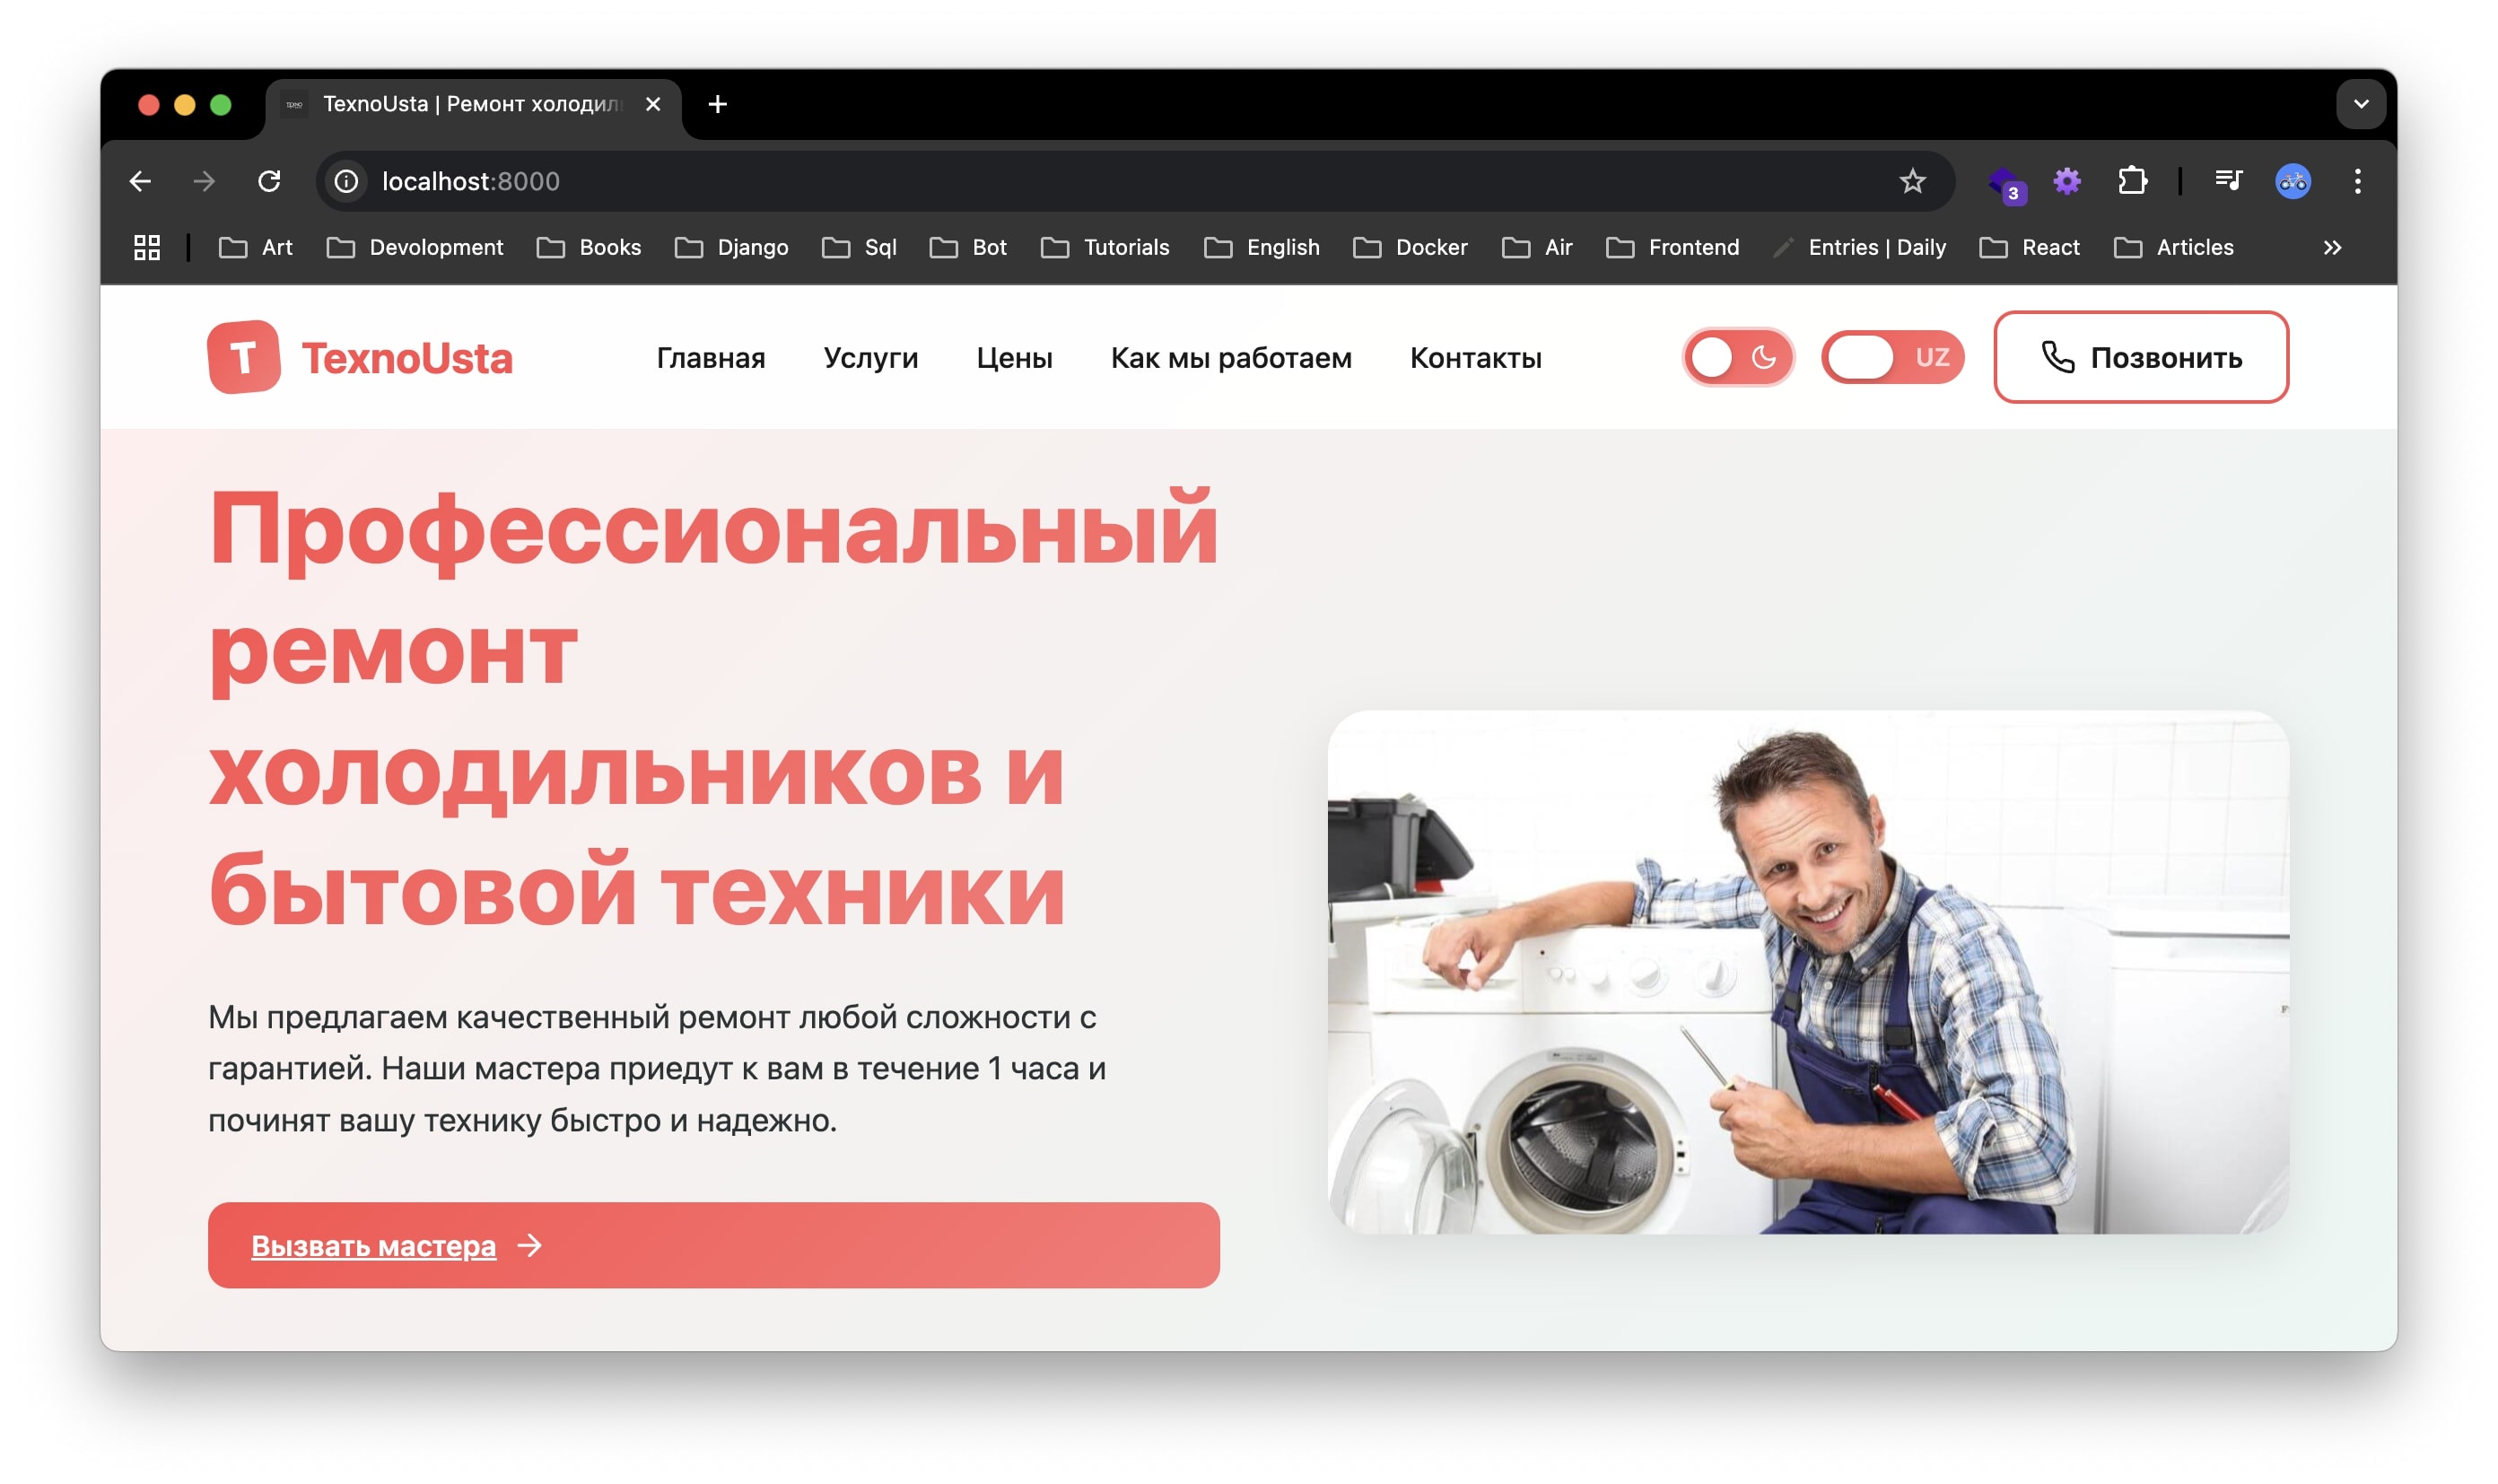 TexnoUsta | Ремонт холодил
localhost:8000
3
Art
Devolopment
Books
Django
Sql
Bot
Tutorials
English
Docker
Air
Frontend
Entries | Daily
React
Articles
T
TexnoUsta
Главная
Услуги
Цены
Как мы работаем
Контакты
UZ
Позвонить
Профессиональный
ремонт
холодильников и
бытовой техники
Мы предлагаем качественный ремонт любой сложности с
гарантией. Наши мастера приедут к вам в течение 1 часа и
починят вашу технику быстро и надежно.
Вызвать мастера